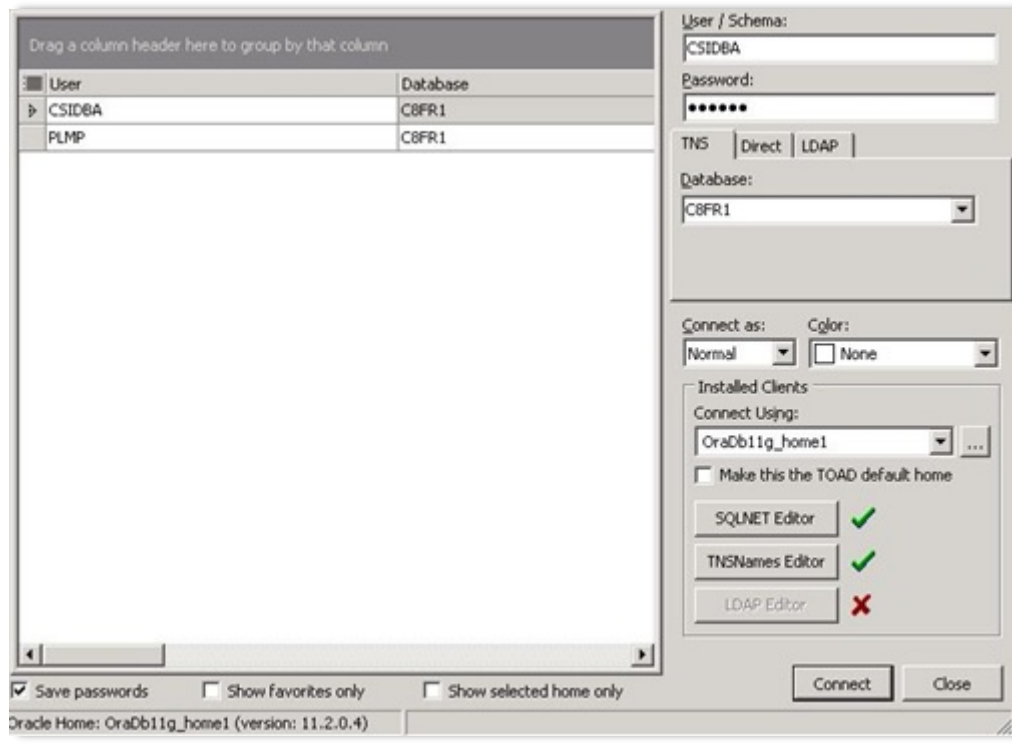 Drag a column header here to group by that column
User Database
CSIDBA C8FR1
PLMP C8FR1
User / Schema:
CSIDBA
Password:
••••••
TNS Direct LDAP
Database:
C8FR1
Connect as: Color:
Normal None
Installed Clients
Connect Using:
OraDb11g_home1
...
Make this the TOAD default home
SQLNET Editor
TNSNames Editor
LDAP Editor
Save passwords Show favorites only Show selected home only
Connect Close
Oracle Home: OraDb11g_home1 (version: 11.2.0.4)